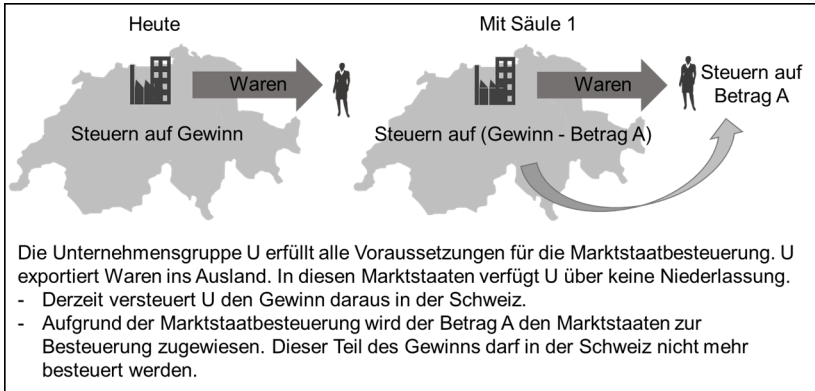 Heute
Waren
Steuern auf Gewinn
Mit Säule 1
Waren
Steuern auf
Betrag A
Steuern auf (Gewinn - Betrag A)
Die Unternehmensgruppe U erfüllt alle Voraussetzungen für die Marktstaatbesteuerung. U
exportiert Waren ins Ausland. In diesen Marktstaaten verfügt U über keine Niederlassung.
- Derzeit versteuert U den Gewinn daraus in der Schweiz.
- Aufgrund der Marktstaatbesteuerung wird der Betrag A den Marktstaaten zur
Besteuerung zugewiesen. Dieser Teil des Gewinns darf in der Schweiz nicht mehr
besteuert werden.